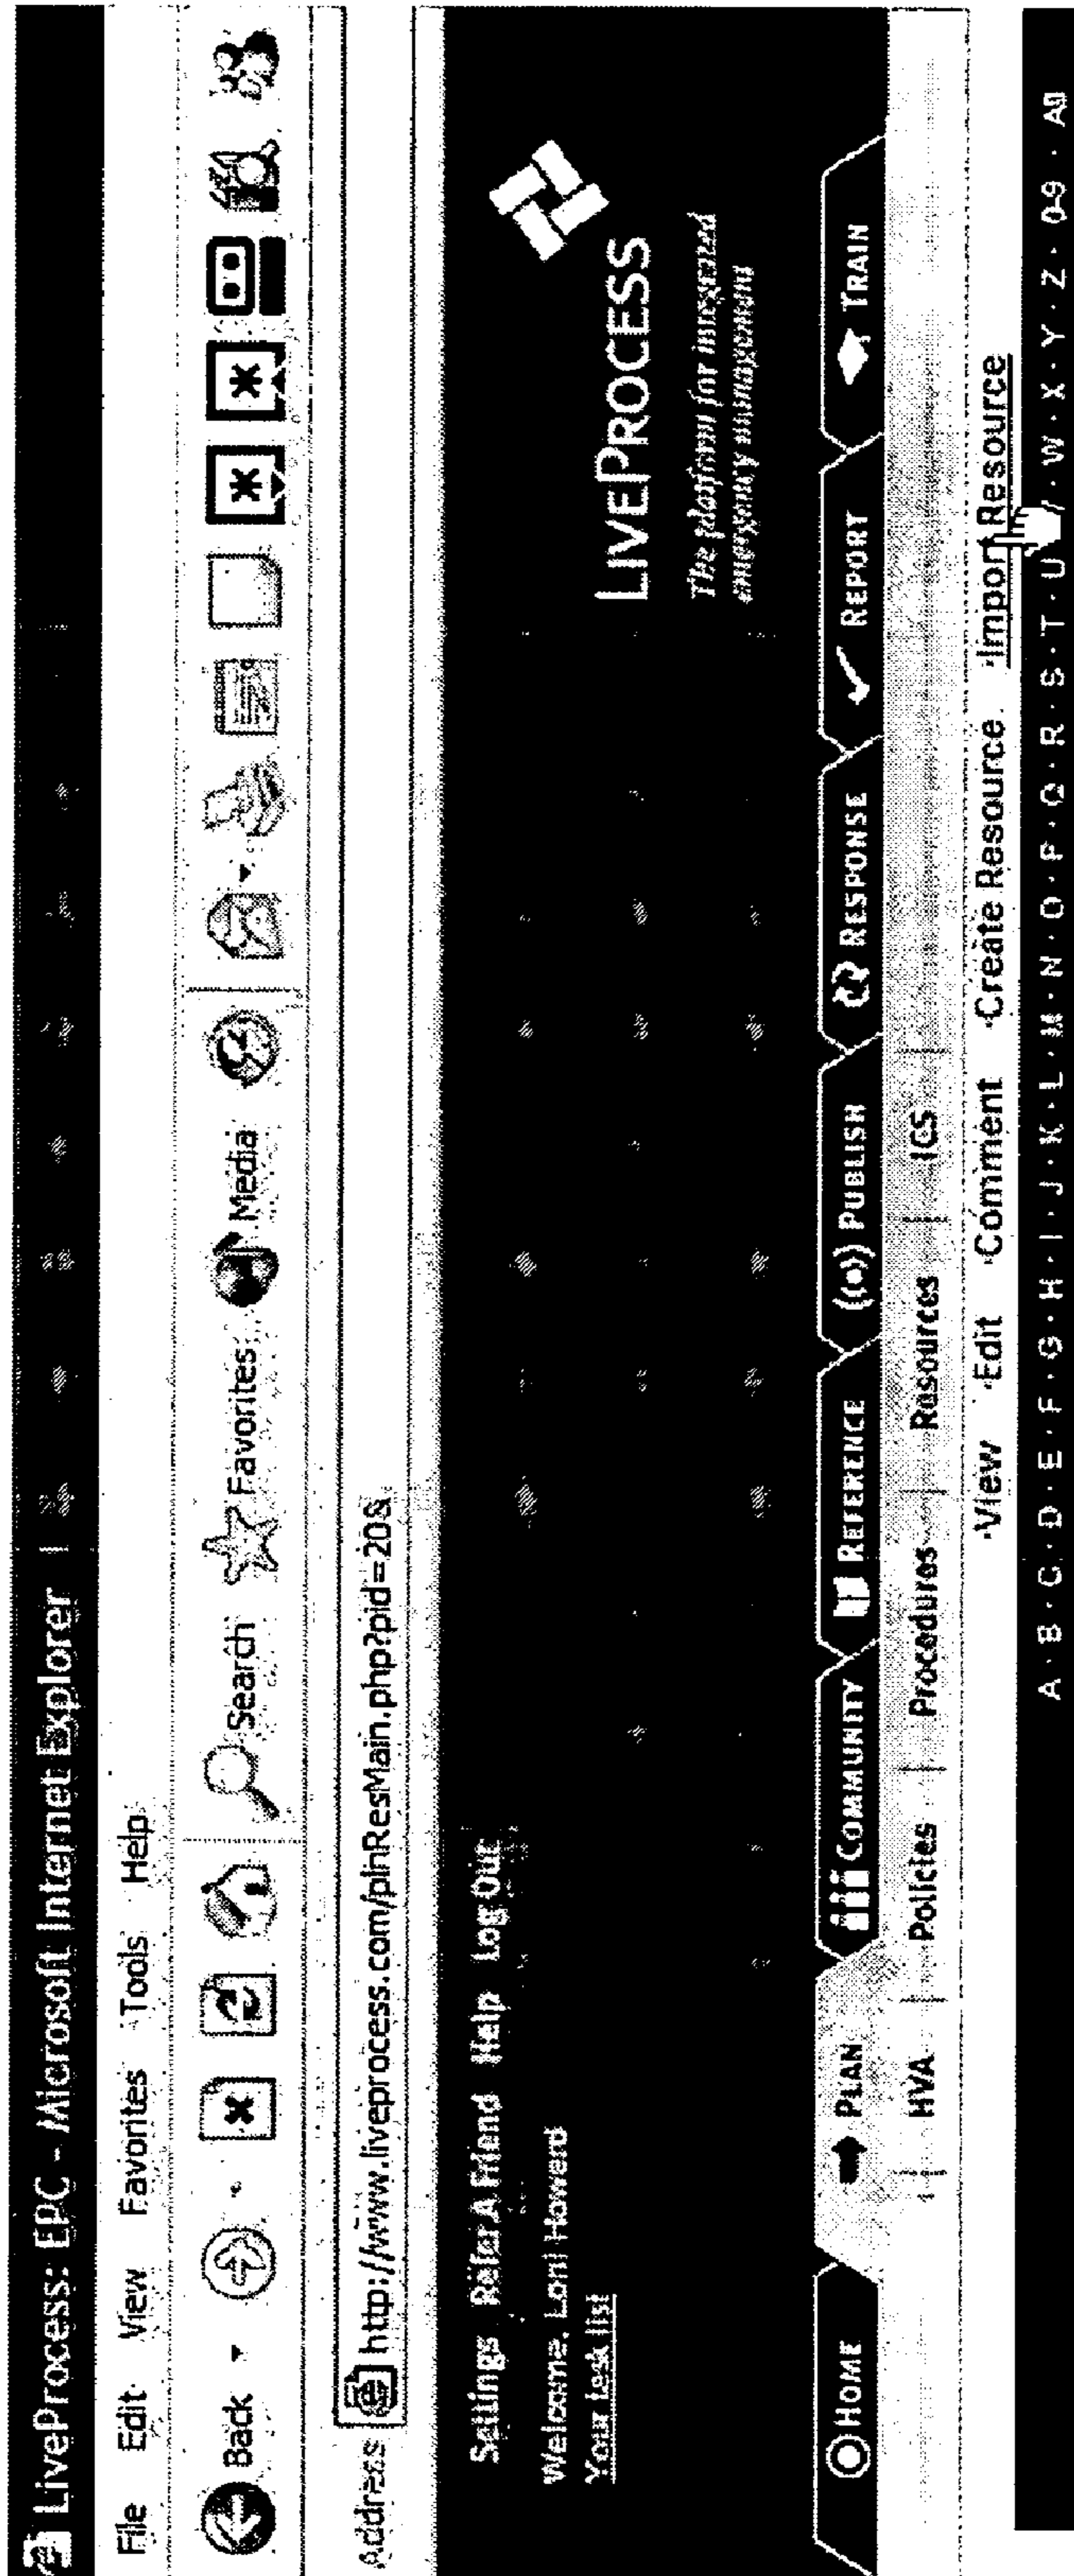 LiveProcess: EPC - Microsoft Internet Explorer
File Edit View Favorites Tools Help
Back Search Favorites Media
Address http://www.liveprocess.com/plnResMain.php?pid=20&
Settings Refer A Friend Help Log Out
Welcome, Loni Howerd
Your task list
LIVEPROCESS
The platform for integrated
emergency management
HOME PLAN COMMUNITY REFERENCE PUBLISH RESPONSE REPORT TRAIN
HVA Policies Procedures Resources ICS
·View ·Edit ·Comment ·Create Resource ·Import Resource
A · B · C · D · E · F · G · H · I · J · K · L · M · N · O · P · Q · R · S · T · U · W · X · Y · Z · 0-9 · All